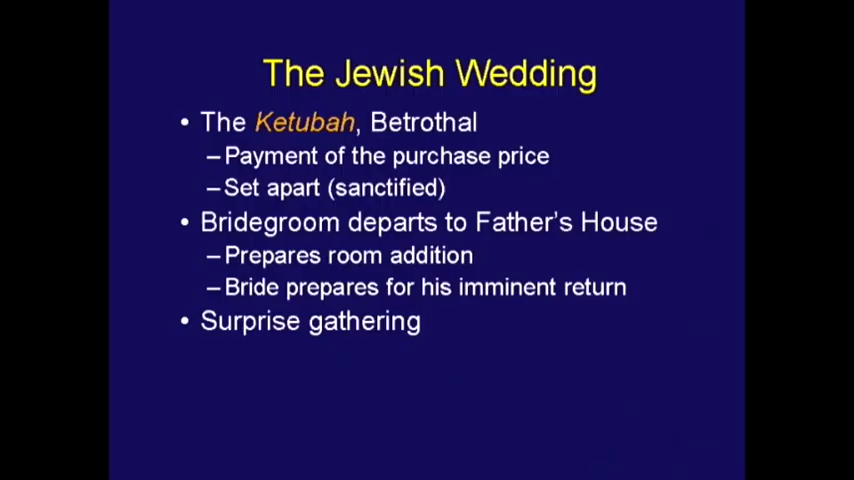 The Jewish Wedding
• The Ketubah, Betrothal
–Payment of the purchase price
–Set apart (sanctified)
• Bridegroom departs to Father's House
–Prepares room addition
–Bride prepares for his imminent return
• Surprise gathering